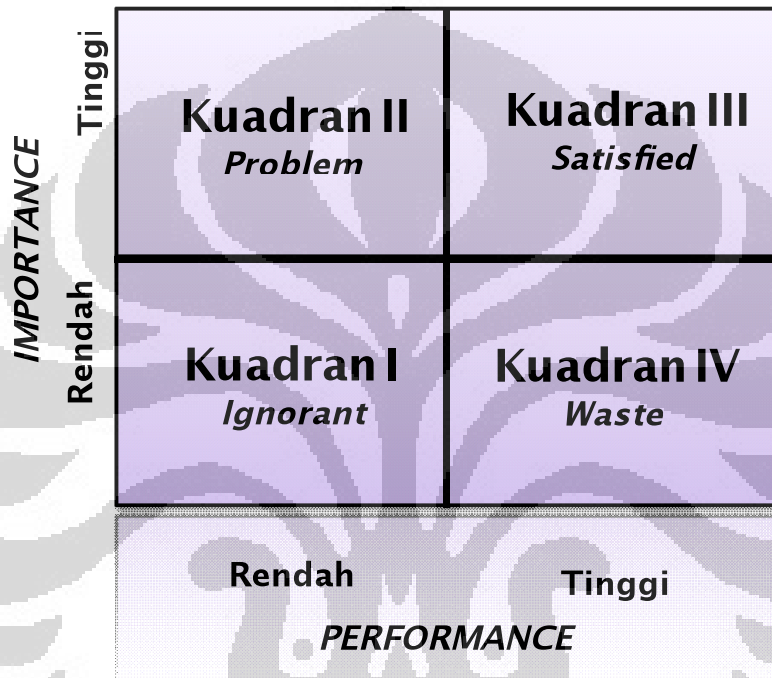 IMPORTANCE
Tinggi
Kuadran II
Problem
Kuadran III
Satisfied
Rendah
Kuadran I
Ignorant
Kuadran IV
Waste
Rendah
Tinggi
PERFORMANCE